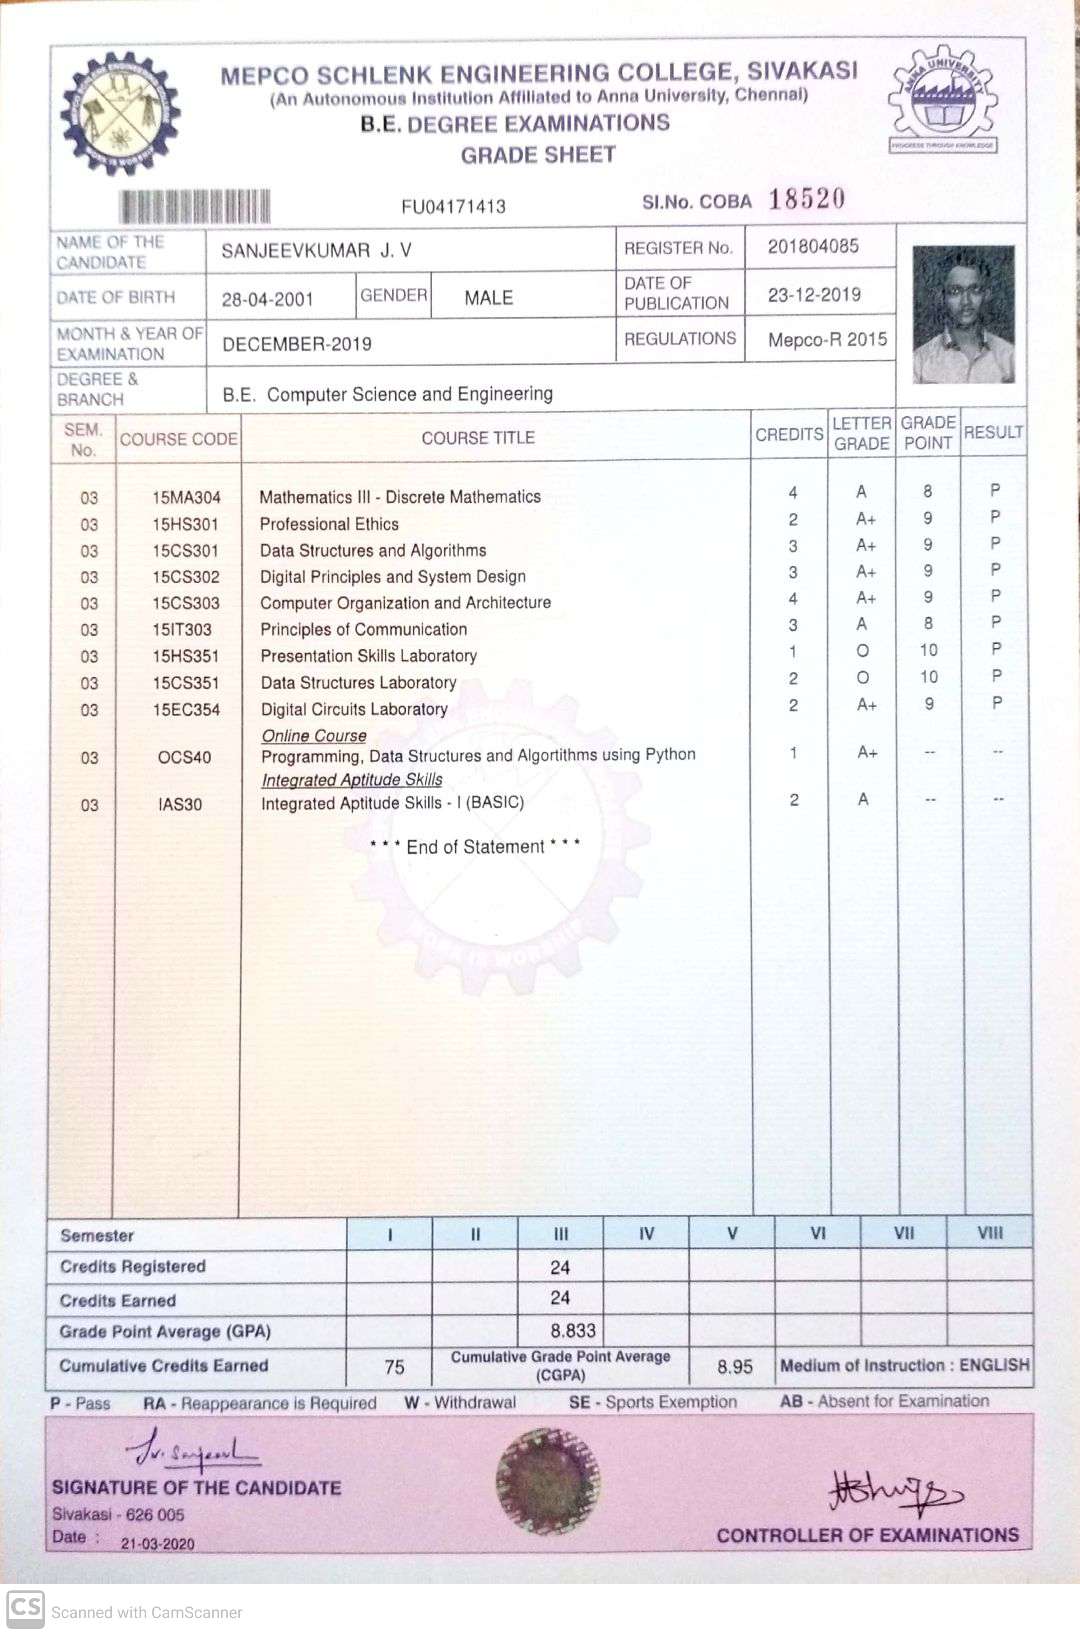 MEPCO SCHLENK ENGINEERING COLLEGE, SIVAKASI
(An Autonomous Institution Affiliated to Anna University, Chennai)
B.E. DEGREE EXAMINATIONS
GRADE SHEET
ANNA UNIVERSITY
PROGRESS THROUGH KNOWLEDGE
WORK IS WORSHIP
FU04171413
SI.No. COBA 18520
NAME OF THE CANDIDATE SANJEEVKUMAR J. V REGISTER No. 201804085
DATE OF BIRTH 28-04-2001 GENDER MALE DATE OF PUBLICATION 23-12-2019
MONTH & YEAR OF EXAMINATION DECEMBER-2019 REGULATIONS Mepco-R 2015
DEGREE & BRANCH B.E. Computer Science and Engineering
SEM. No. COURSE CODE COURSE TITLE CREDITS LETTER GRADE GRADE POINT RESULT
03 15MA304 Mathematics III - Discrete Mathematics 4 A 8 P
03 15HS301 Professional Ethics 2 A+ 9 P
03 15CS301 Data Structures and Algorithms 3 A+ 9 P
03 15CS302 Digital Principles and System Design 3 A+ 9 P
03 15CS303 Computer Organization and Architecture 4 A+ 9 P
03 15IT303 Principles of Communication 3 A 8 P
03 15HS351 Presentation Skills Laboratory 1 O 10 P
03 15CS351 Data Structures Laboratory 2 O 10 P
03 15EC354 Digital Circuits Laboratory 2 A+ 9 P
Online Course
03 OCS40 Programming, Data Structures and Algortithms using Python 1 A+ -- --
Integrated Aptitude Skills
03 IAS30 Integrated Aptitude Skills - I (BASIC) 2 A -- --
* * * End of Statement * * *
Semester I II III IV V VI VII VIII
Credits Registered 24
Credits Earned 24
Grade Point Average (GPA) 8.833
Cumulative Credits Earned 75 Cumulative Grade Point Average (CGPA) 8.95 Medium of Instruction : ENGLISH
P - Pass RA - Reappearance is Required W - Withdrawal SE - Sports Exemption AB - Absent for Examination
SIGNATURE OF THE CANDIDATE
Sivakasi - 626 005
Date : 21-03-2020
CONTROLLER OF EXAMINATIONS
CS Scanned with CamScanner